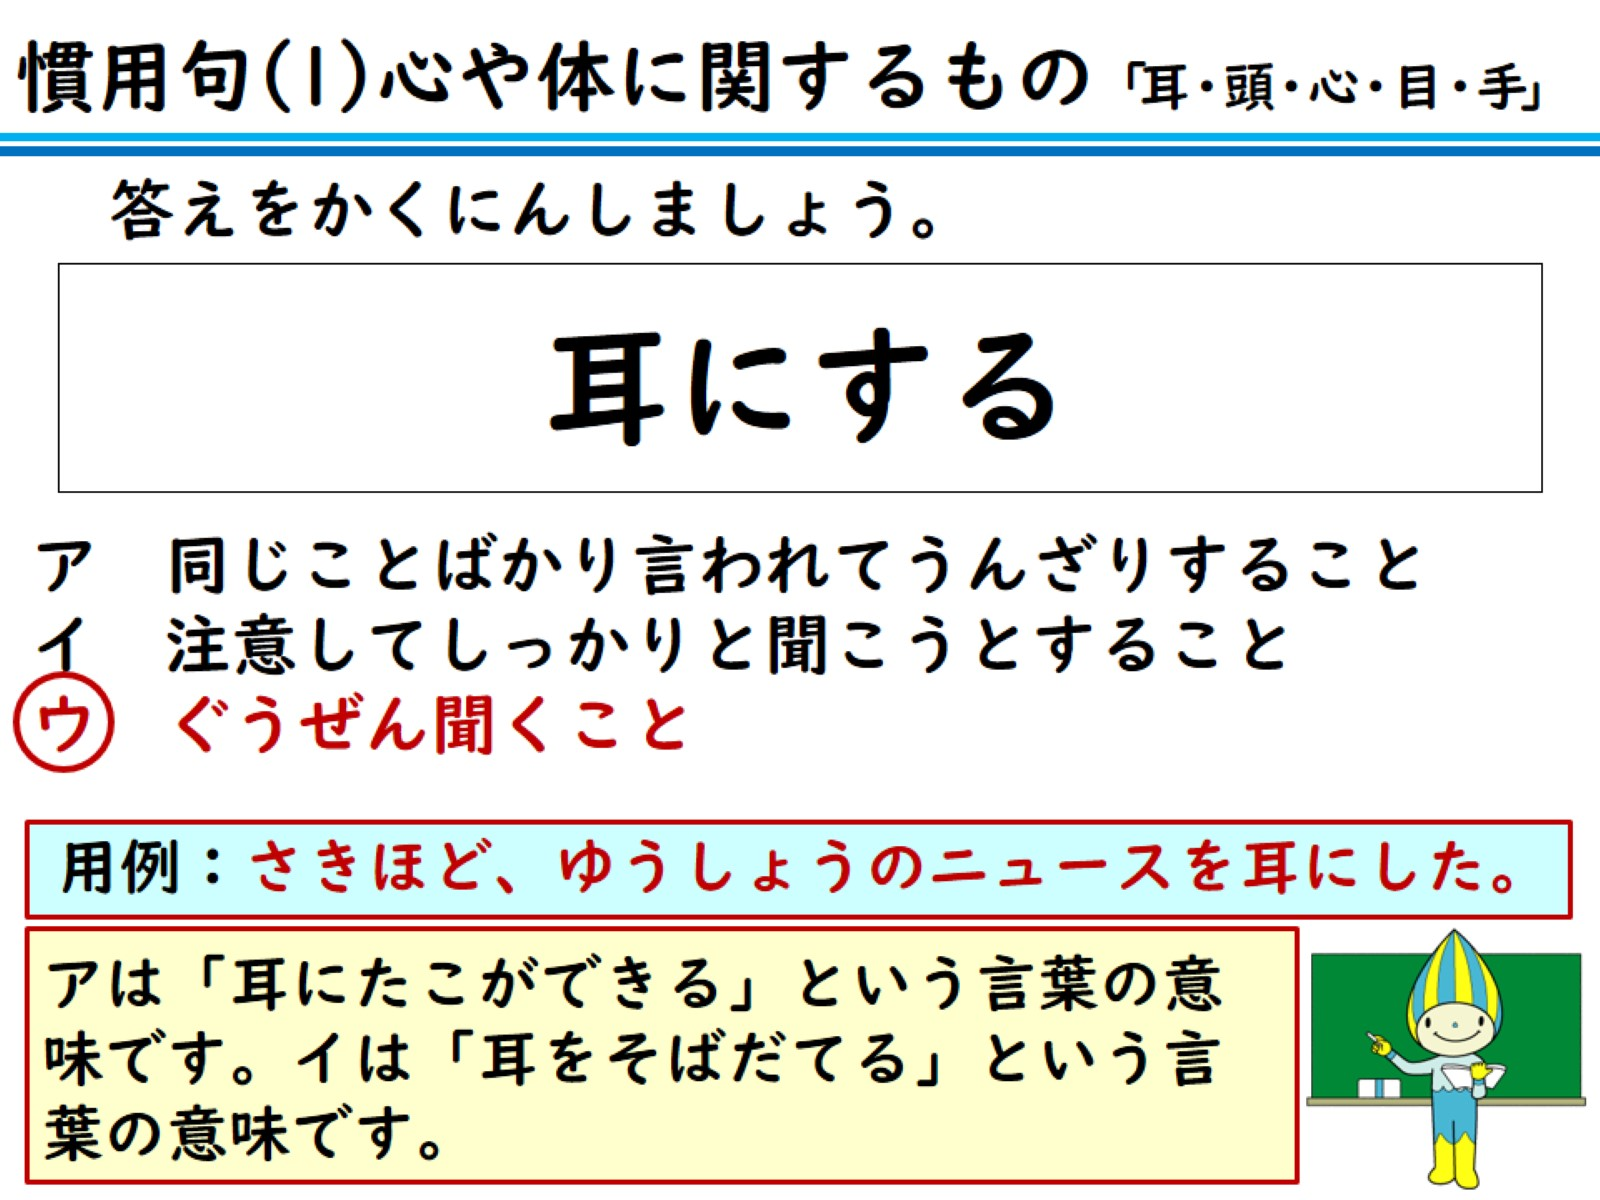 慣用句(1)心や体に関するもの「耳・頭・心・目・手」
答えをかくにんしましょう。
耳にする
ア　同じことばかり言われてうんざりすること
イ　注意してしっかりと聞こうとすること
ウ　ぐうぜん聞くこと
用例：さきほど、ゆうしょうのニュースを耳にした。
アは「耳にたこができる」という言葉の意
味です。イは「耳をそばだてる」という言
葉の意味です。